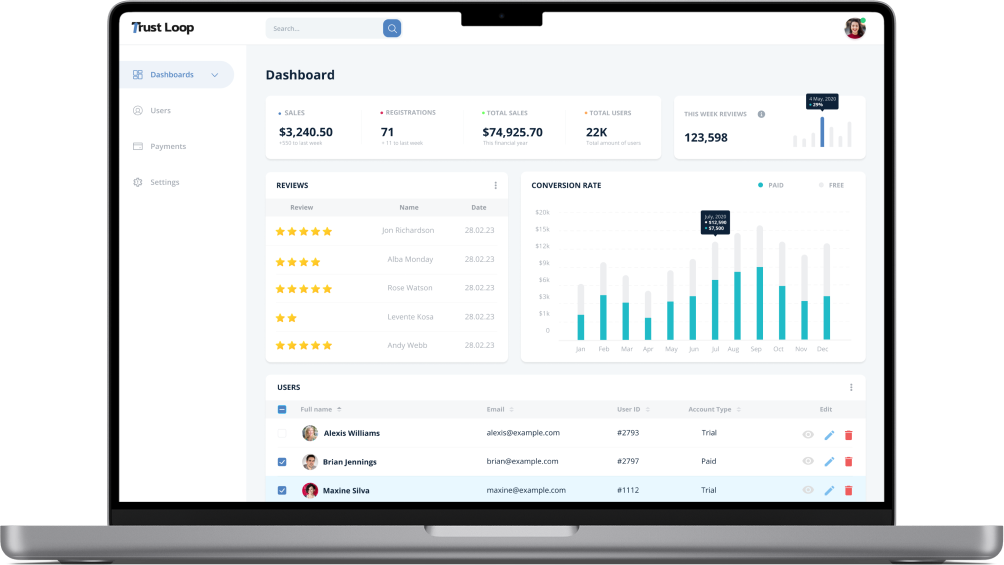 Trust Loop
Search...
Dashboards
Users
Payments
Settings
Dashboard
SALES
$3,240.50
+£50 to last week
REGISTRATIONS
71
+ 11 to last week
TOTAL SALES
$74,925.70
This financial year
TOTAL USERS
22K
Total amount of users
THIS WEEK REVIEWS
123,598
4 May, 2020
29%
REVIEWS
Review Name Date
Jon Richardson 28.02.23
Alba Monday 28.02.23
Rose Watson 28.02.23
Levente Kosa 28.02.23
Andy Webb 28.02.23
CONVERSION RATE
PAID FREE
$20k
$15k
$12k
$9k
$6k
$3k
$1k
0
July, 2020
$12,590
$7,500
Jan Feb Mar Apr May Jun Jul Aug Sep Oct Nov Dec
USERS
Full name Email User ID Account Type Edit
Alexis Williams alexis@example.com #2793 Trial
Brian Jennings brian@example.com #2797 Paid
Maxine Silva maxine@example.com #1112 Trial